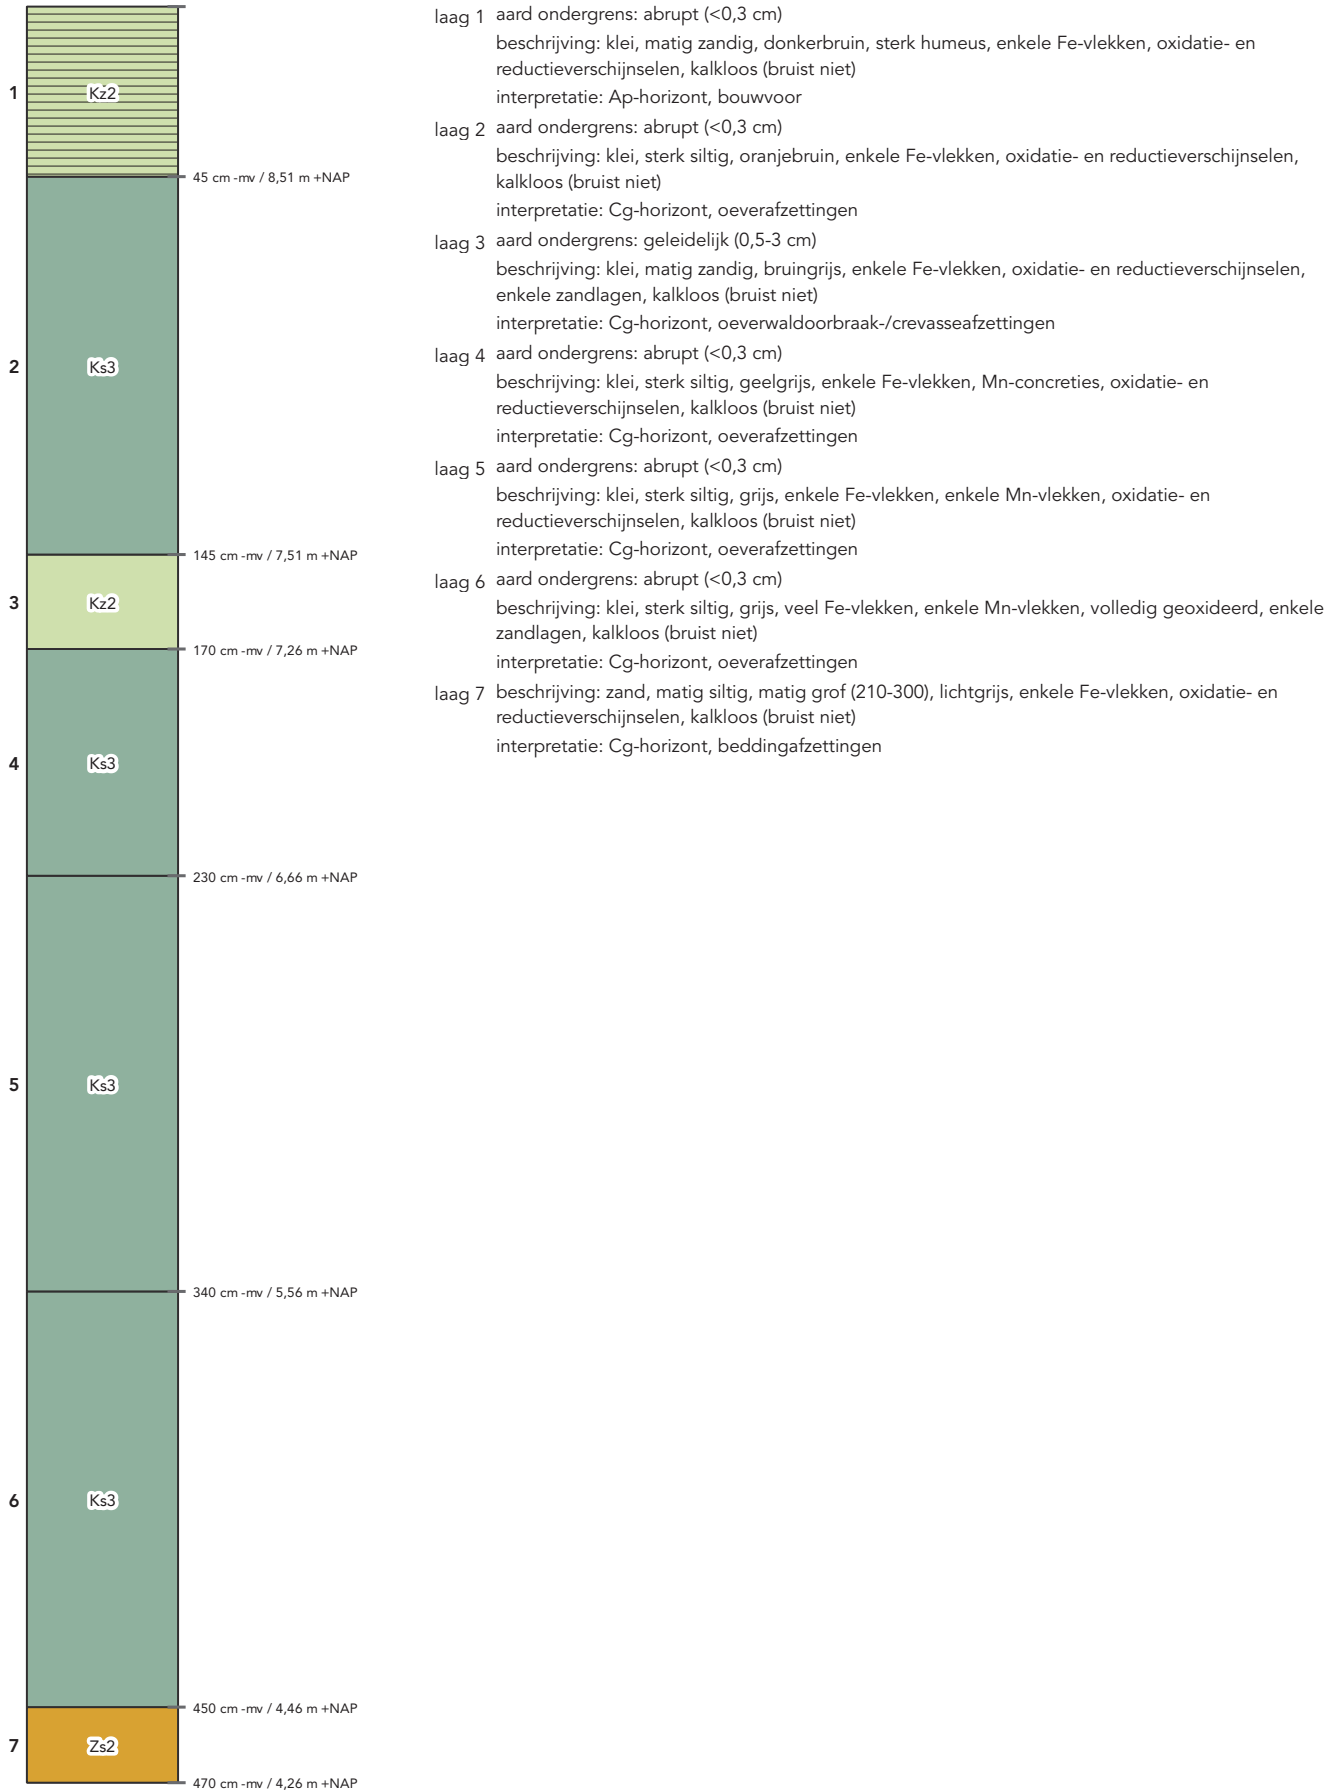 1
Kz2
45 cm -mv / 8,51 m +NAP
2
Ks3
145 cm -mv / 7,51 m +NAP
3
Kz2
170 cm -mv / 7,26 m +NAP
4
Ks3
230 cm -mv / 6,66 m +NAP
5
Ks3
340 cm -mv / 5,56 m +NAP
6
Ks3
450 cm -mv / 4,46 m +NAP
7
Zs2
470 cm -mv / 4,26 m +NAP
laag 1 aard ondergrens: abrupt (<0,3 cm)
beschrijving: klei, matig zandig, donkerbruin, sterk humeus, enkele Fe-vlekken, oxidatie- en
reductieverschijnselen, kalkloos (bruist niet)
interpretatie: Ap-horizont, bouwvoor
laag 2 aard ondergrens: abrupt (<0,3 cm)
beschrijving: klei, sterk siltig, oranjebruin, enkele Fe-vlekken, oxidatie- en reductieverschijnselen,
kalkloos (bruist niet)
interpretatie: Cg-horizont, oeverafzettingen
laag 3 aard ondergrens: geleidelijk (0,5-3 cm)
beschrijving: klei, matig zandig, bruingrijs, enkele Fe-vlekken, oxidatie- en reductieverschijnselen,
enkele zandlagen, kalkloos (bruist niet)
interpretatie: Cg-horizont, oeverwaldoorbraak-/crevasseafzettingen
laag 4 aard ondergrens: abrupt (<0,3 cm)
beschrijving: klei, sterk siltig, geelgrijs, enkele Fe-vlekken, Mn-concreties, oxidatie- en
reductieverschijnselen, kalkloos (bruist niet)
interpretatie: Cg-horizont, oeverafzettingen
laag 5 aard ondergrens: abrupt (<0,3 cm)
beschrijving: klei, sterk siltig, grijs, enkele Fe-vlekken, enkele Mn-vlekken, oxidatie- en
reductieverschijnselen, kalkloos (bruist niet)
interpretatie: Cg-horizont, oeverafzettingen
laag 6 aard ondergrens: abrupt (<0,3 cm)
beschrijving: klei, sterk siltig, grijs, veel Fe-vlekken, enkele Mn-vlekken, volledig geoxideerd, enkele
zandlagen, kalkloos (bruist niet)
interpretatie: Cg-horizont, oeverafzettingen
laag 7 beschrijving: zand, matig siltig, matig grof (210-300), lichtgrijs, enkele Fe-vlekken, oxidatie- en
reductieverschijnselen, kalkloos (bruist niet)
interpretatie: Cg-horizont, beddingafzettingen